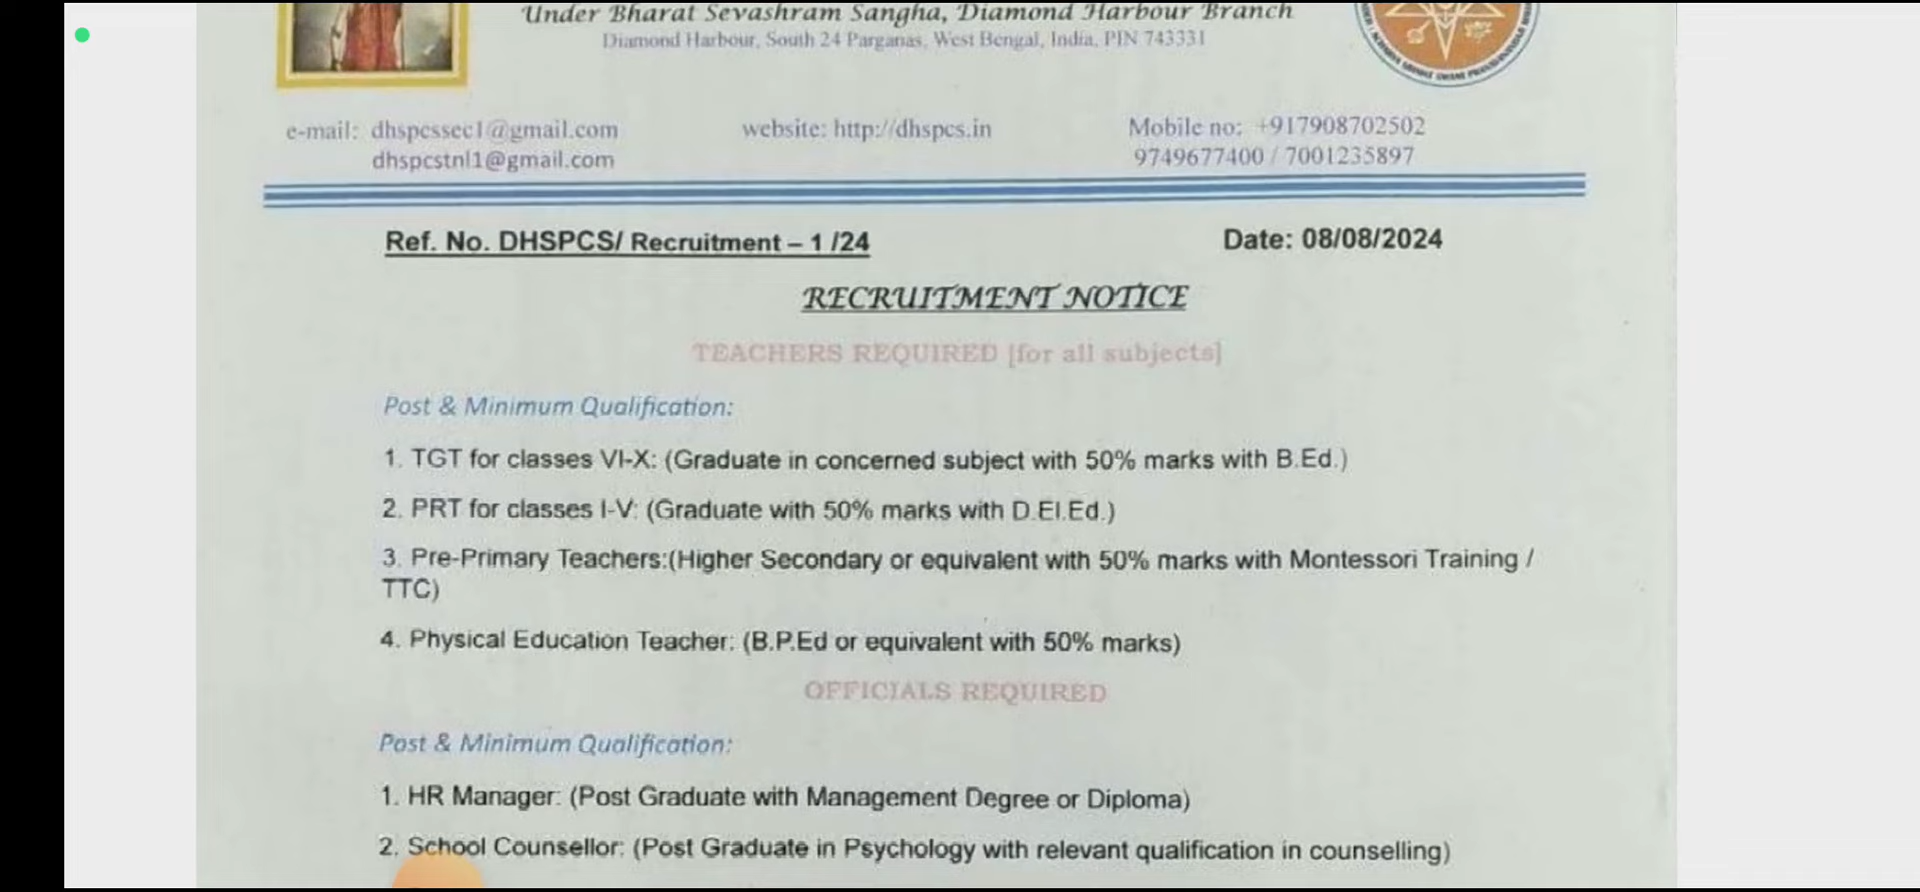 Under Bharat Sevashram Sangha, Diamond Harbour Branch
Diamond Harbour, South 24 Parganas, West Bengal, India, PIN 743331
e-mail: dhspcssec1@gmail.com
dhspcstnl1@gmail.com
website: http://dhspcs.in
Mobile no: +917908702502
9749677400 / 7001235897
Ref. No. DHSPCS/ Recruitment – 1 /24
Date: 08/08/2024
RECRUITMENT NOTICE
TEACHERS REQUIRED [for all subjects]
Post & Minimum Qualification:
1. TGT for classes VI-X: (Graduate in concerned subject with 50% marks with B.Ed.)
2. PRT for classes I-V: (Graduate with 50% marks with D.El.Ed.)
3. Pre-Primary Teachers:(Higher Secondary or equivalent with 50% marks with Montessori Training /
TTC)
4. Physical Education Teacher: (B.P.Ed or equivalent with 50% marks)
OFFICIALS REQUIRED
Post & Minimum Qualification:
1. HR Manager: (Post Graduate with Management Degree or Diploma)
2. School Counsellor: (Post Graduate in Psychology with relevant qualification in counselling)